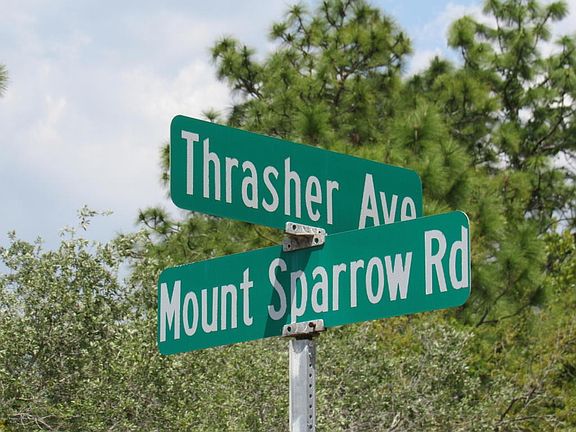 Thrasher Ave
Mount Sparrow Rd